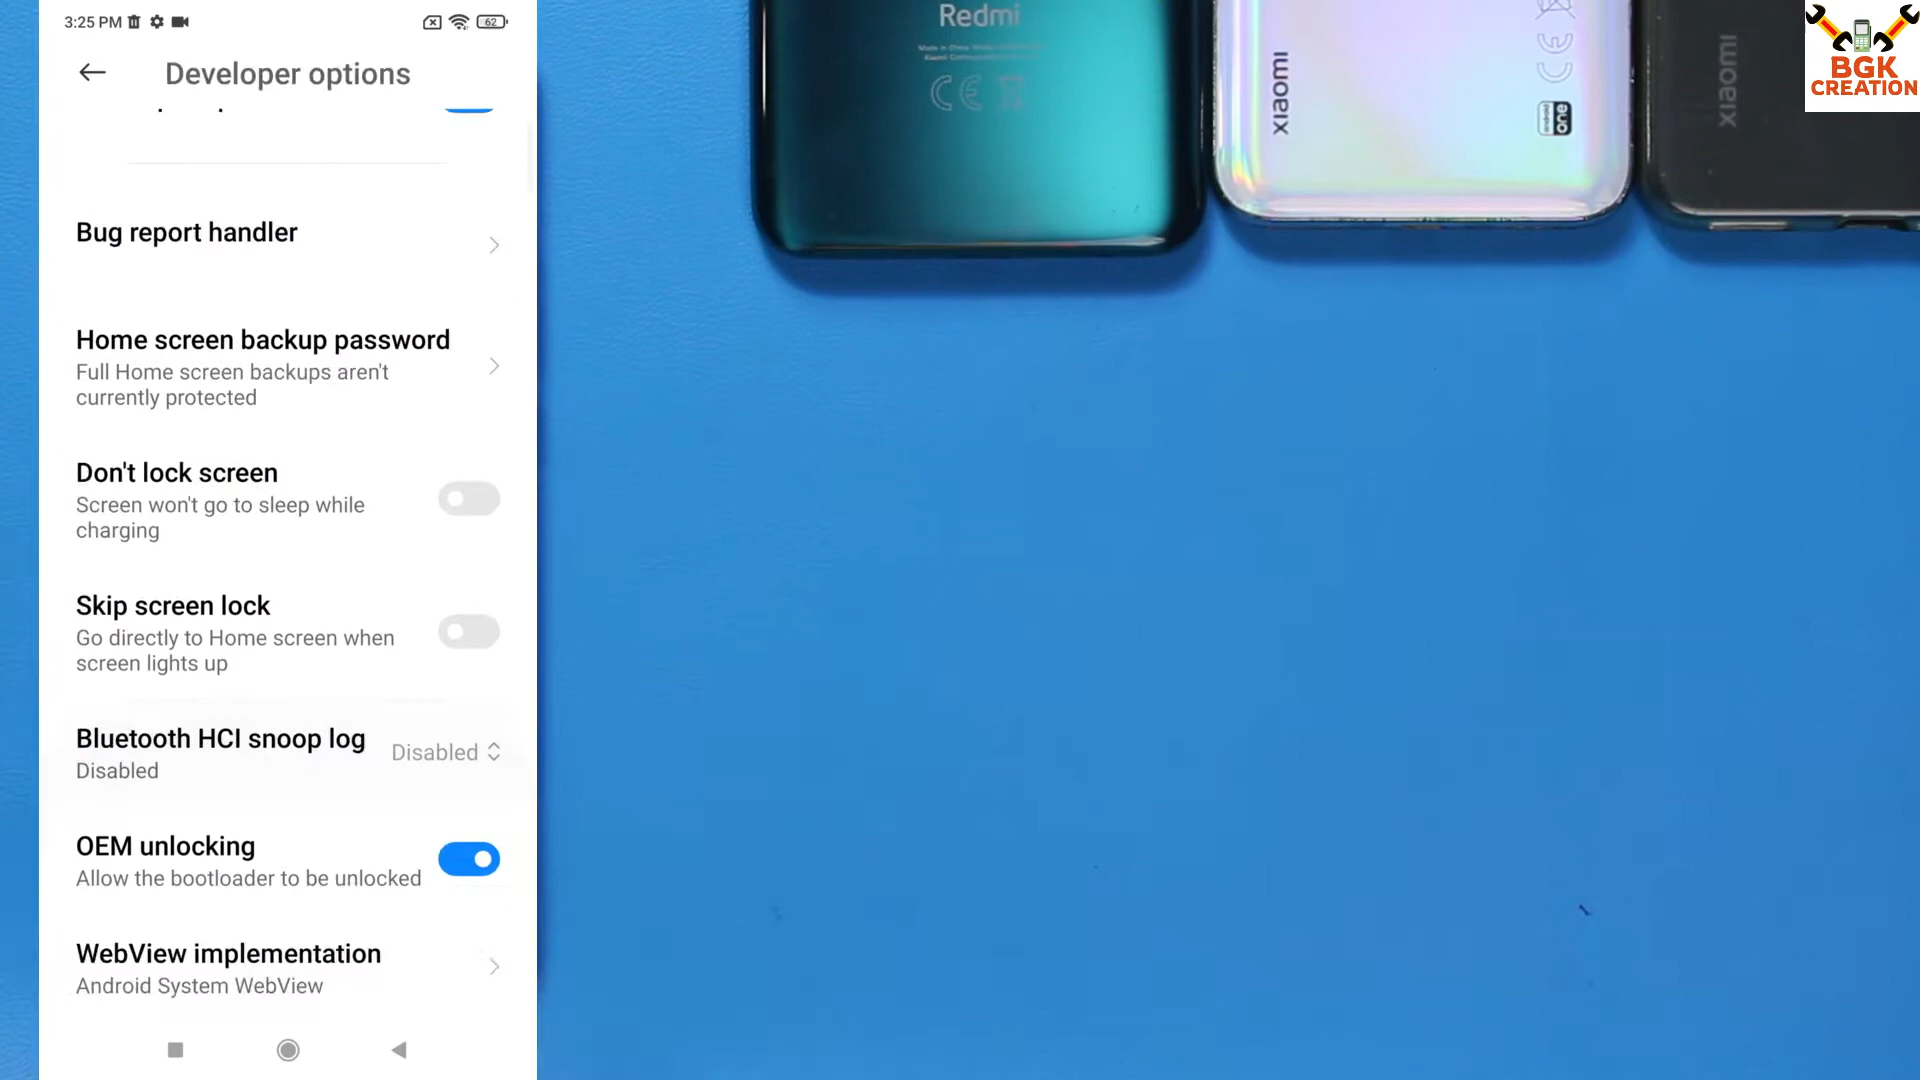 3:25 PM
62
Developer options
Bug report handler
Home screen backup password
Full Home screen backups aren't
currently protected
Don't lock screen
Screen won't go to sleep while
charging
Skip screen lock
Go directly to Home screen when
screen lights up
Bluetooth HCI snoop log
Disabled
Disabled
OEM unlocking
Allow the bootloader to be unlocked
WebView implementation
Android System WebView
Redmi
xiaomi
one
xiaomi
BGK
CREATION